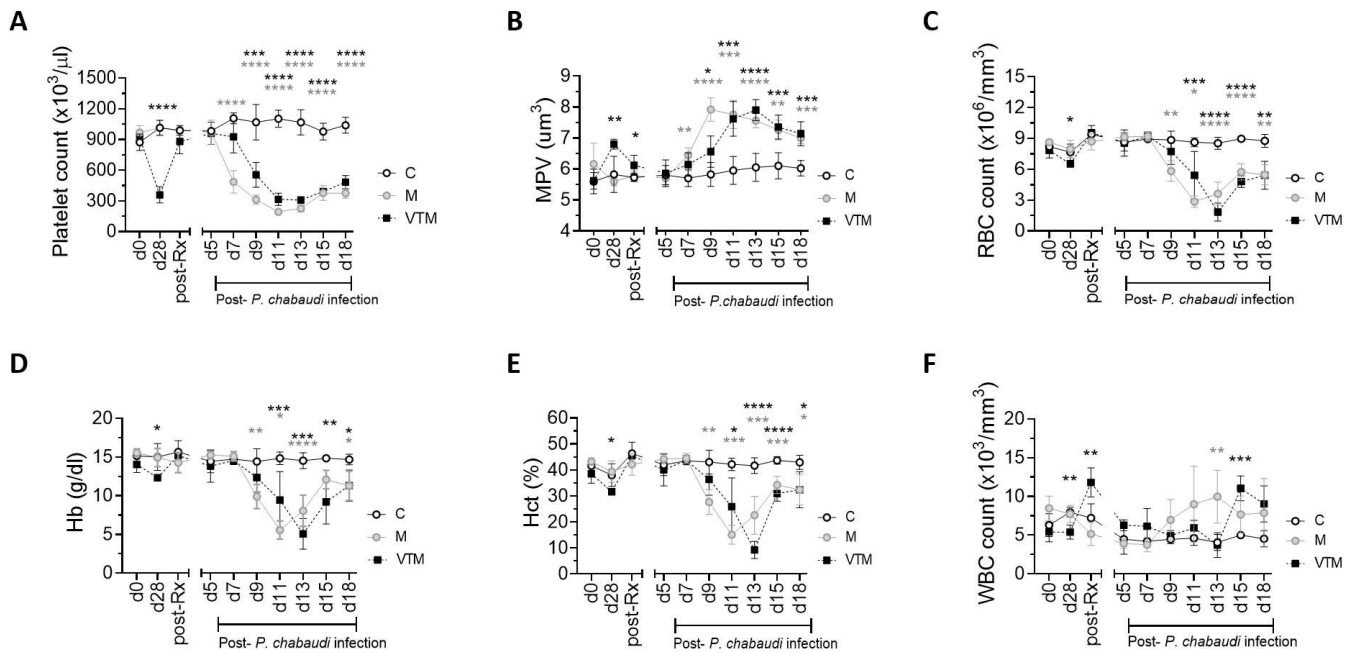 A
Platelet count (x10³/µl)
1500
1200
900
600
300
0
****
****
***
****
****
****
****
****
****
****
****
****
d0
d28
post-Rx
d5
d7
d9
d11
d13
d15
d18
Post- P. chabaudi infection
C
M
VTM
B
MPV (um³)
9
8
7
6
5
4
**
*
**
*
****
***
***
****
****
***
**
***
***
d0
d28
post-Rx
d5
d7
d9
d11
d13
d15
d18
Post- P.chabaudi infection
C
M
VTM
C
RBC count (x10⁶/mm³)
15
12
9
6
3
0
*
**
***
*
****
****
****
****
**
**
d0
d28
post-Rx
d5
d7
d9
d11
d13
d15
d18
Post- P. chabaudi infection
C
M
VTM
D
Hb (g/dl)
20
15
10
5
0
*
**
***
*
***
****
**
*
*
d0
d28
post-Rx
d5
d7
d9
d11
d13
d15
d18
Post- P. chabaudi infection
C
M
VTM
E
Hct (%)
60
50
40
30
20
10
0
*
**
*
***
****
***
****
***
*
*
d0
d28
post-Rx
d5
d7
d9
d11
d13
d15
d18
Post- P. chabaudi infection
C
M
VTM
F
WBC count (x10³/mm³)
20
15
10
5
0
**
**
**
***
d0
d28
post-Rx
d5
d7
d9
d11
d13
d15
d18
Post- P. chabaudi infection
C
M
VTM